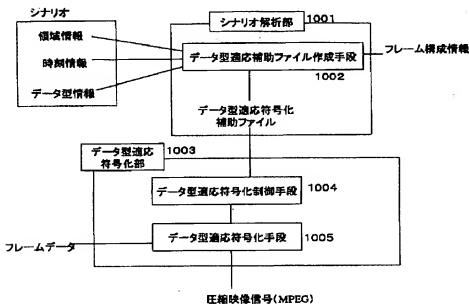 シナリオ
領域情報
時刻情報
データ型情報
シナリオ解析部
1001
データ型適応補助ファイル作成手段
1002
フレーム構成情報
データ型適応符号化
補助ファイル
データ型適応
符号化部
1003
データ型適応符号化制御手段
1004
データ型適応符号化手段
1005
フレームデータ
圧縮映像信号(MPEG)